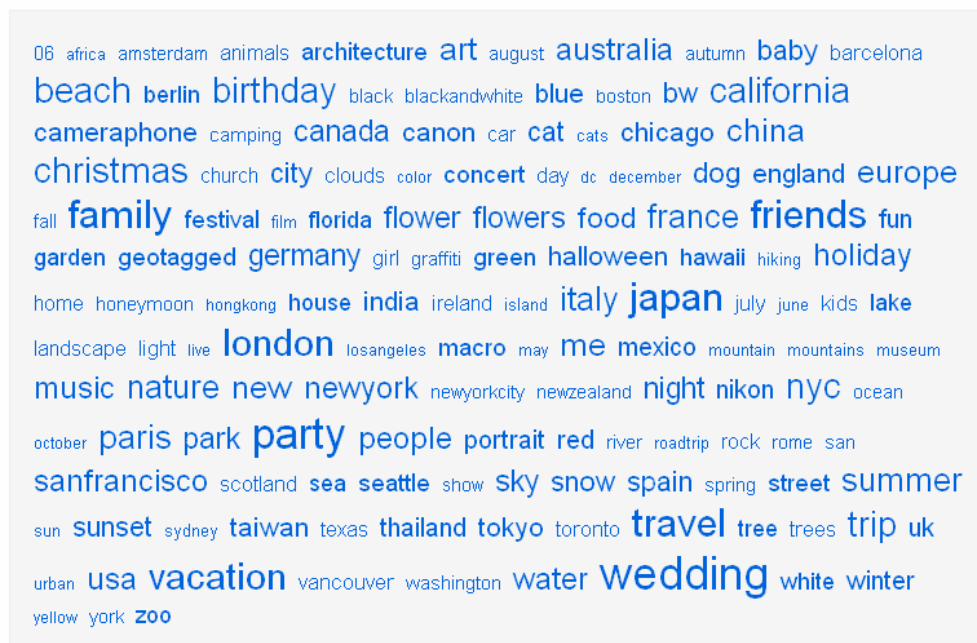 06 africa amsterdam animals architecture art august australia autumn baby barcelona
beach berlin birthday black blackandwhite blue boston bw california
cameraphone camping canada canon car cat cats chicago china
christmas church city clouds color concert day dc december dog england europe
fall family festival film florida flower flowers food france friends fun
garden geotagged germany girl graffiti green halloween hawaii hiking holiday
home honeymoon hongkong house india ireland island italy japan july june kids lake
landscape light live london losangeles macro may me mexico mountain mountains museum
music nature new newyork newyorkcity newzealand night nikon nyc ocean
october paris park party people portrait red river roadtrip rock rome san
sanfrancisco scotland sea seattle show sky snow spain spring street summer
sun sunset sydney taiwan texas thailand tokyo toronto travel tree trees trip uk
urban usa vacation vancouver washington water wedding white winter
yellow york zoo